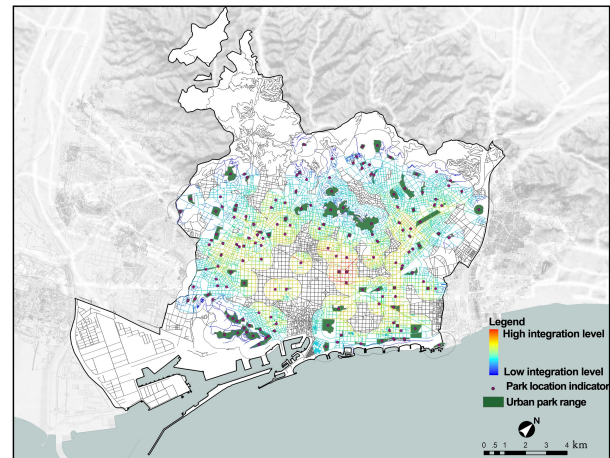 Legend
High integration level
Low integration level
Park location indicator
Urban park range
N
0 .5 1 2 3 4 km